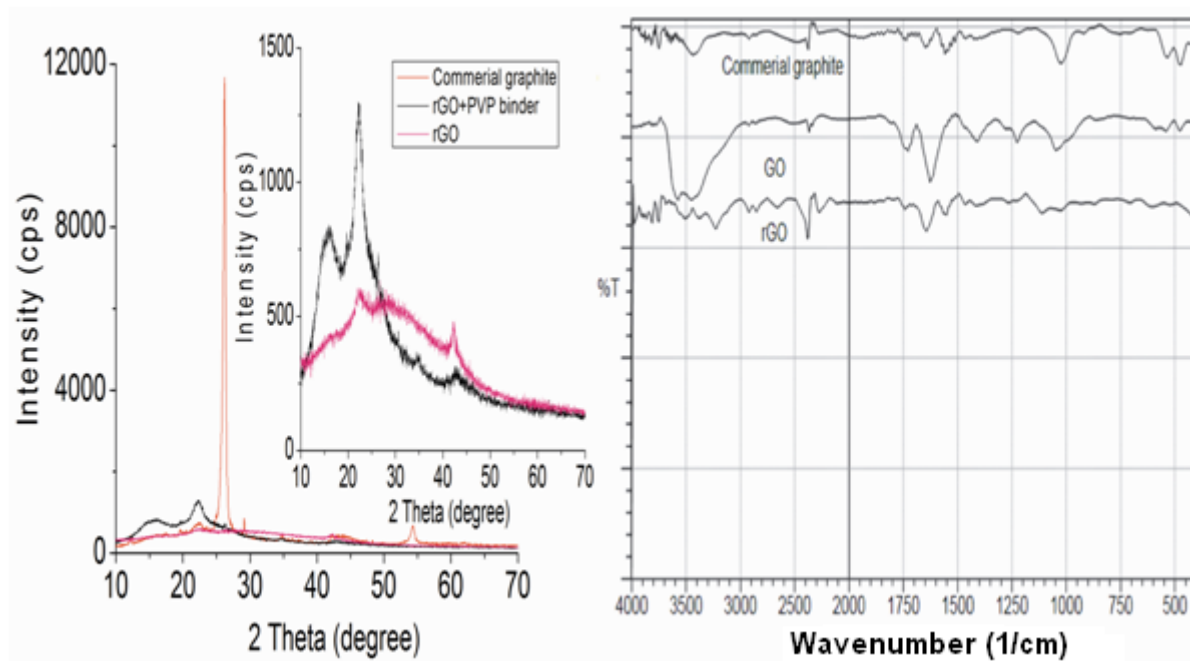 Intensity (cps)
12000
8000
4000
0
10 20 30 40 50 60 70
2 Theta (degree)
Intensity (cps)
1500
1000
500
0
10 20 30 40 50 60 70
2 Theta (degree)
Commerial graphite
rGO+PVP binder
rGO
Commerial graphite
GO
rGO
%T
4000 3500 3000 2500 2000 1750 1500 1250 1000 750 500
Wavenumber (1/cm)